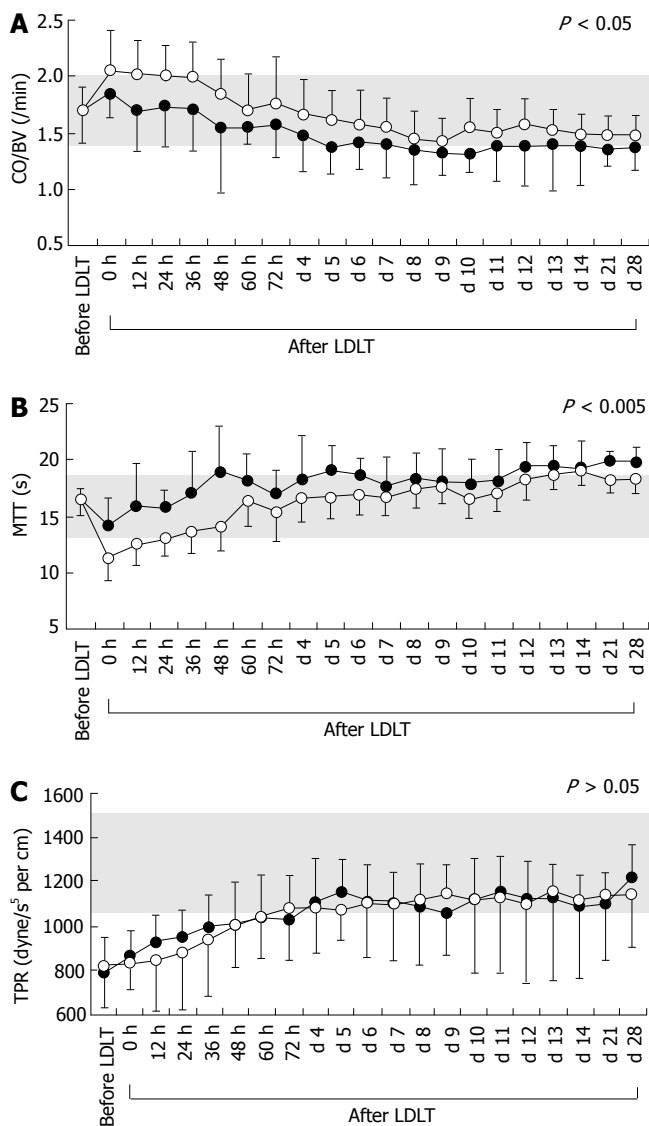 A
P < 0.05
CO/BV (/min)
2.5
2.0
1.5
1.0
0.5
Before LDLT
0 h
12 h
24 h
36 h
48 h
60 h
72 h
d 4
d 5
d 6
d 7
d 8
d 9
d 10
d 11
d 12
d 13
d 14
d 21
d 28
After LDLT
B
P < 0.005
MTT (s)
25
20
15
10
5
Before LDLT
0 h
12 h
24 h
36 h
48 h
60 h
72 h
d 4
d 5
d 6
d 7
d 8
d 9
d 10
d 11
d 12
d 13
d 14
d 21
d 28
After LDLT
C
P > 0.05
TPR (dyne/s⁵ per cm)
1600
1400
1200
1000
800
600
Before LDLT
0 h
12 h
24 h
36 h
48 h
60 h
72 h
d 4
d 5
d 6
d 7
d 8
d 9
d 10
d 11
d 12
d 13
d 14
d 21
d 28
After LDLT